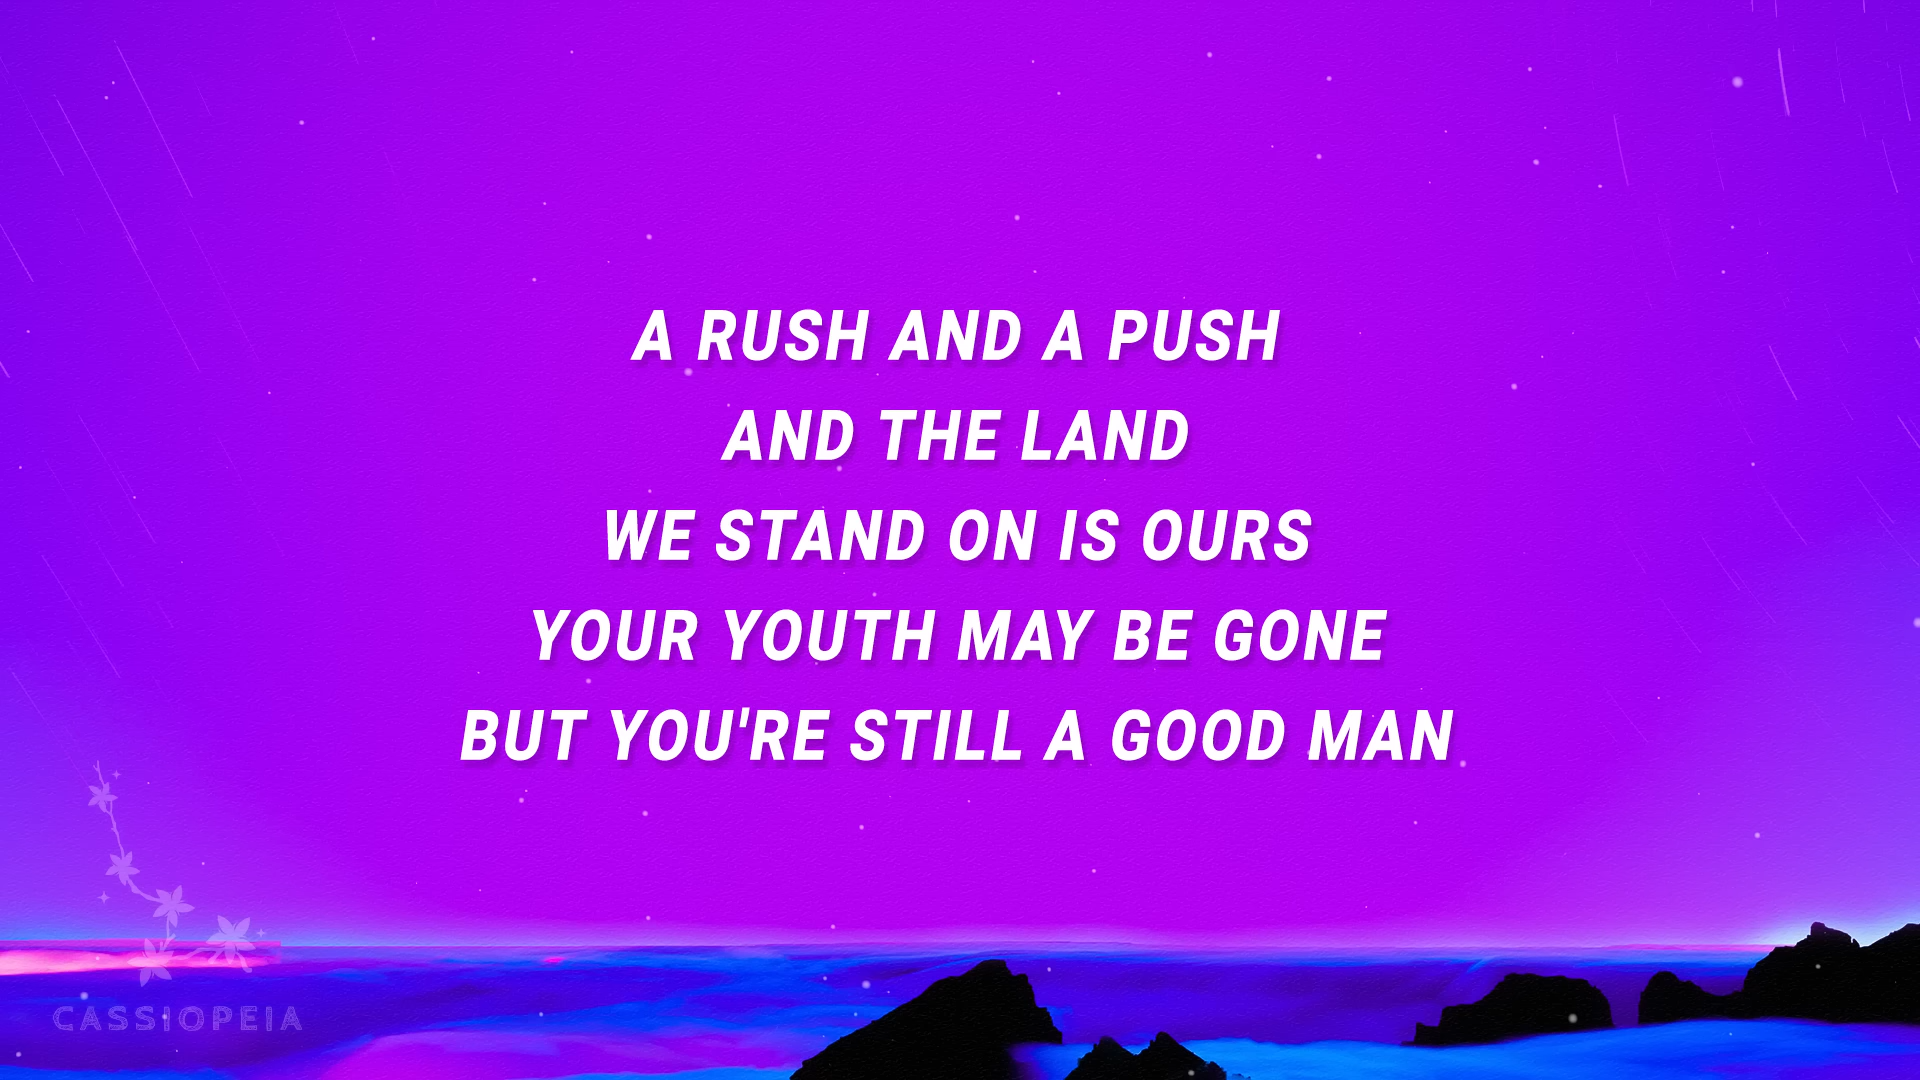 A RUSH AND A PUSH
AND THE LAND
WE STAND ON IS OURS
YOUR YOUTH MAY BE GONE
BUT YOU'RE STILL A GOOD MAN
CASSIOPEIA